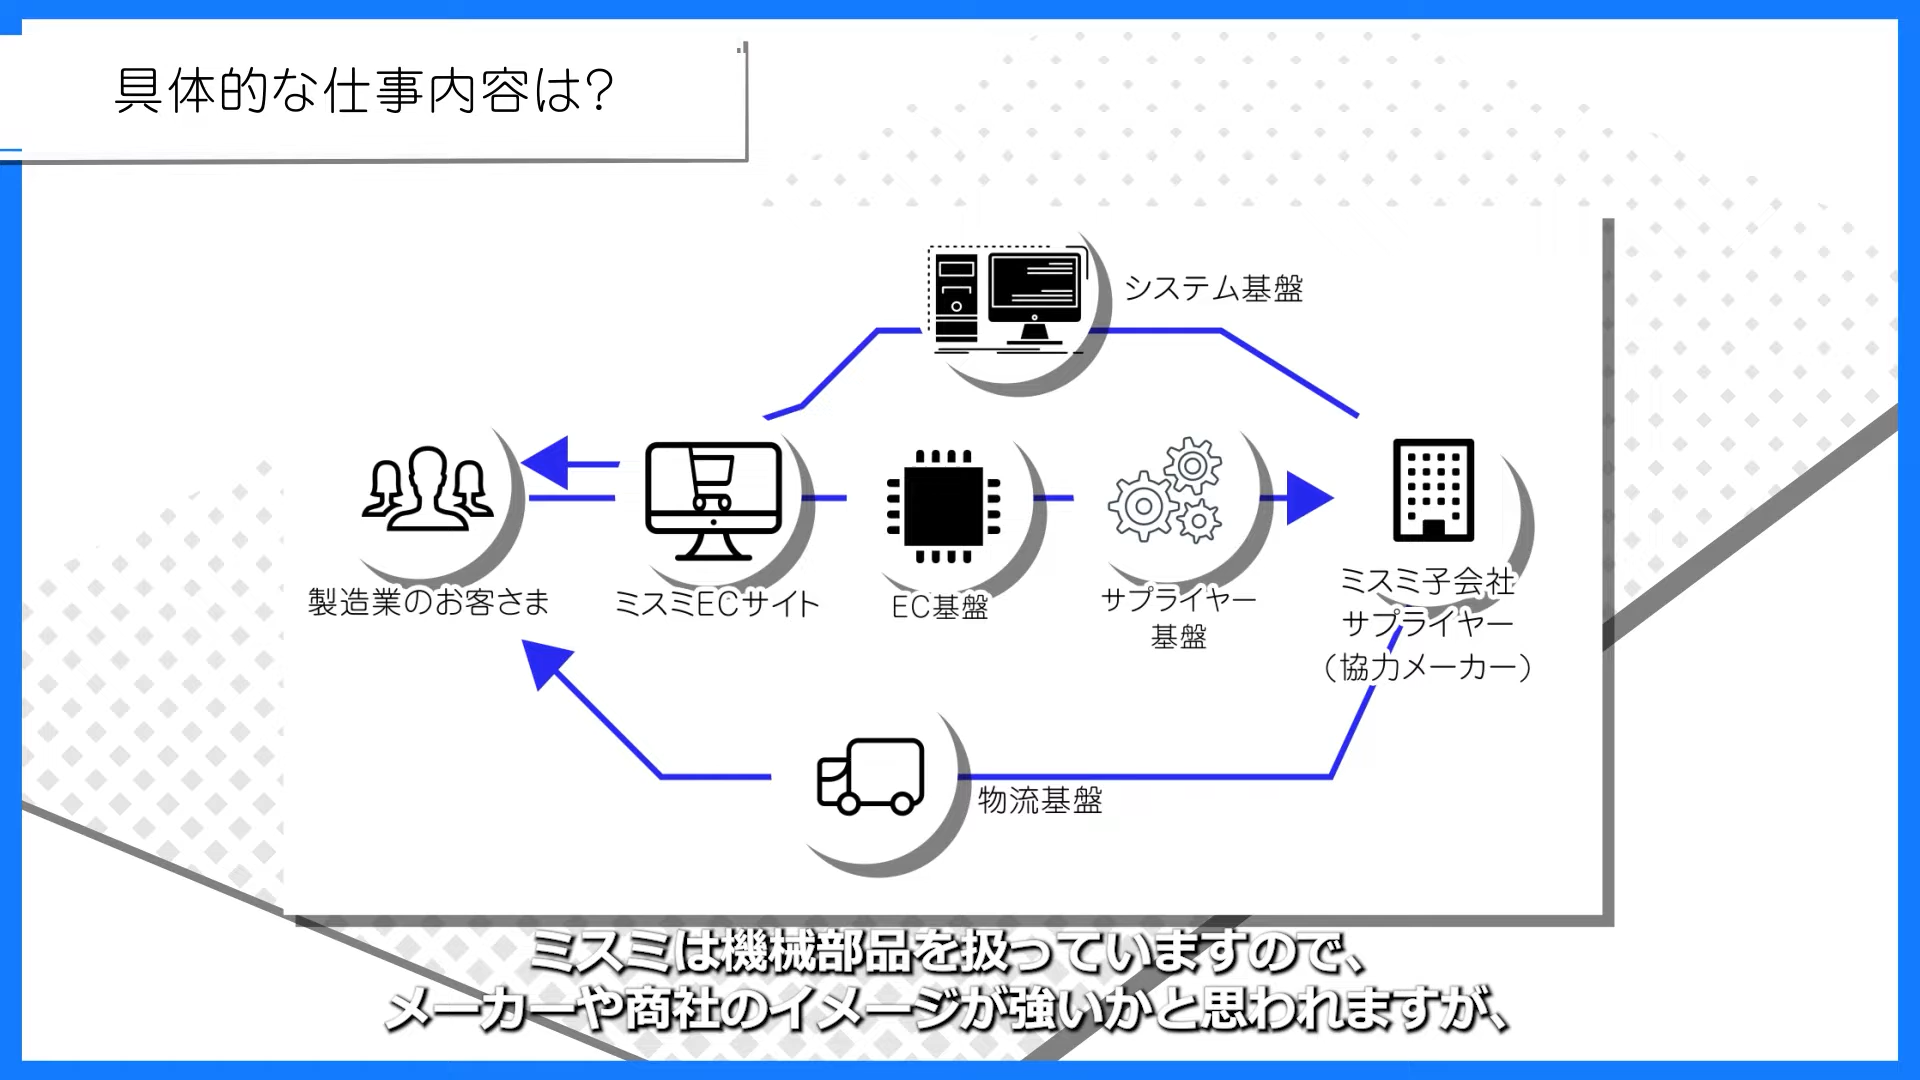 具体的な仕事内容は?
システム基盤
製造業のお客さま
ミスミECサイト
EC基盤
サプライヤー
基盤
ミスミ子会社
サプライヤー
（協力メーカー）
物流基盤
ミスミは機械部品を扱っていますので、
メーカーや商社のイメージが強いかと思われますが、